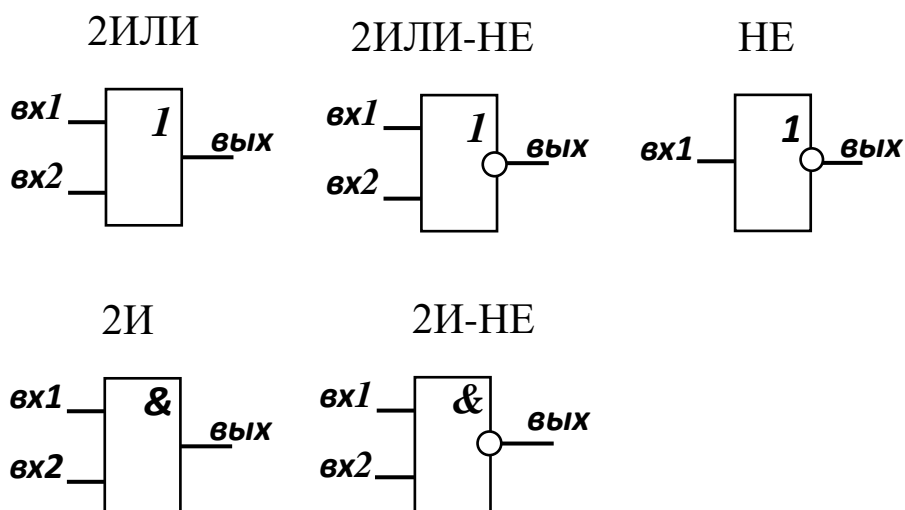 2ИЛИ 2ИЛИ-НЕ НЕ
вх1 1 вых вх1 1 вых вх1 1 вых
вх2 вх2
2И 2И-НЕ
вх1 & вых вх1 & вых
вх2 вх2